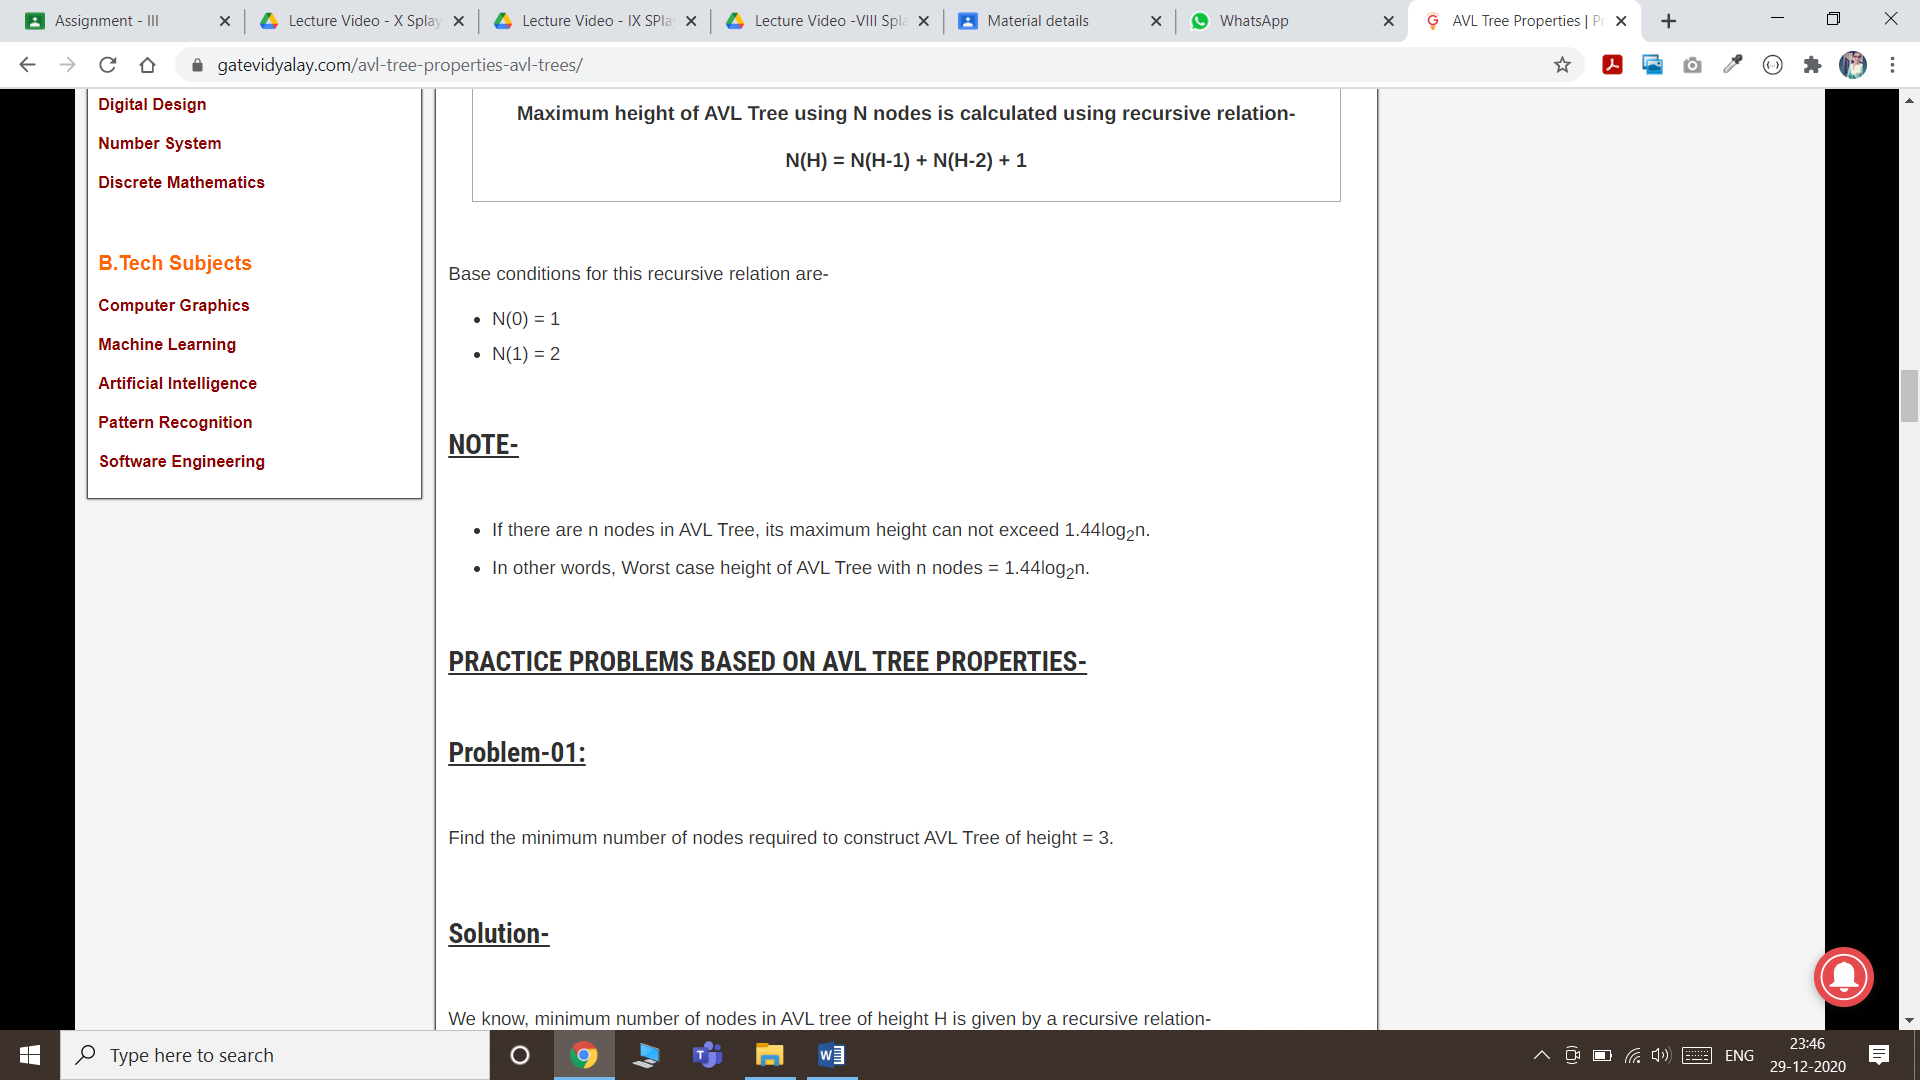 Assignment - III
Lecture Video - X Splay
Lecture Video - IX SPla
Lecture Video -VIII Spla
Material details
WhatsApp
AVL Tree Properties | Pr
gatevidyalay.com/avl-tree-properties-avl-trees/
Digital Design
Number System
Discrete Mathematics
B.Tech Subjects
Computer Graphics
Machine Learning
Artificial Intelligence
Pattern Recognition
Software Engineering
Maximum height of AVL Tree using N nodes is calculated using recursive relation-
N(H) = N(H-1) + N(H-2) + 1
Base conditions for this recursive relation are-
• N(0) = 1
• N(1) = 2
NOTE-
• If there are n nodes in AVL Tree, its maximum height can not exceed 1.44log₂n.
• In other words, Worst case height of AVL Tree with n nodes = 1.44log₂n.
PRACTICE PROBLEMS BASED ON AVL TREE PROPERTIES-
Problem-01:
Find the minimum number of nodes required to construct AVL Tree of height = 3.
Solution-
We know, minimum number of nodes in AVL tree of height H is given by a recursive relation-
Type here to search
ENG
23:46
29-12-2020